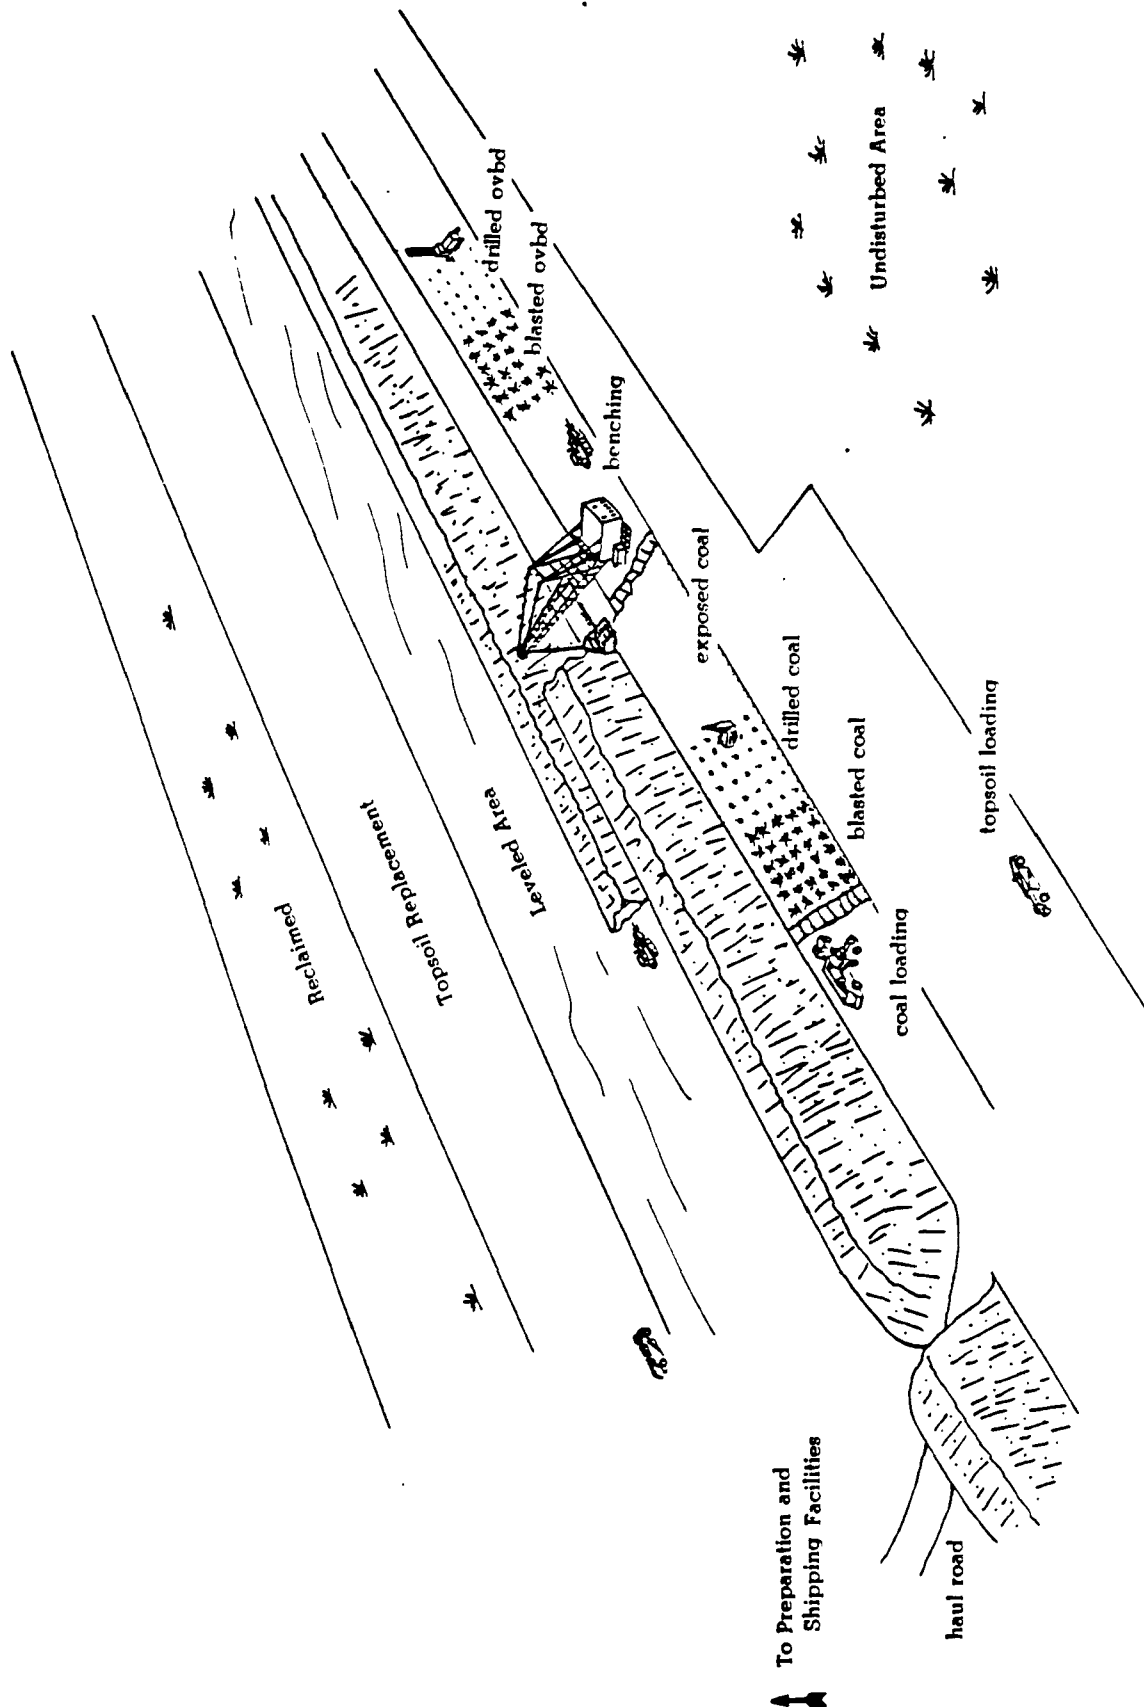 Reclaimed
Topsoil Replacement
Leveled Area
drilled ovbd
blasted ovbd
benching
exposed coal
drilled coal
blasted coal
coal loading
topsoil loading
Undisturbed Area
To Preparation and
Shipping Facilities
haul road